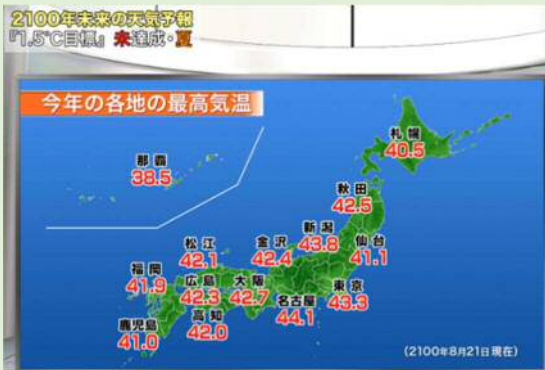 2100年未来の天気予報
『1.5℃目標』未達成・夏
今年の各地の最高気温
札幌
40.5
那覇
38.5
秋田
42.5
新潟
43.8
仙台
41.1
金沢
42.4
松江
42.1
福岡
41.9
広島
42.3
大阪
42.7
東京
43.3
名古屋
44.1
高知
42.0
鹿児島
41.0
(2100年8月21日現在)